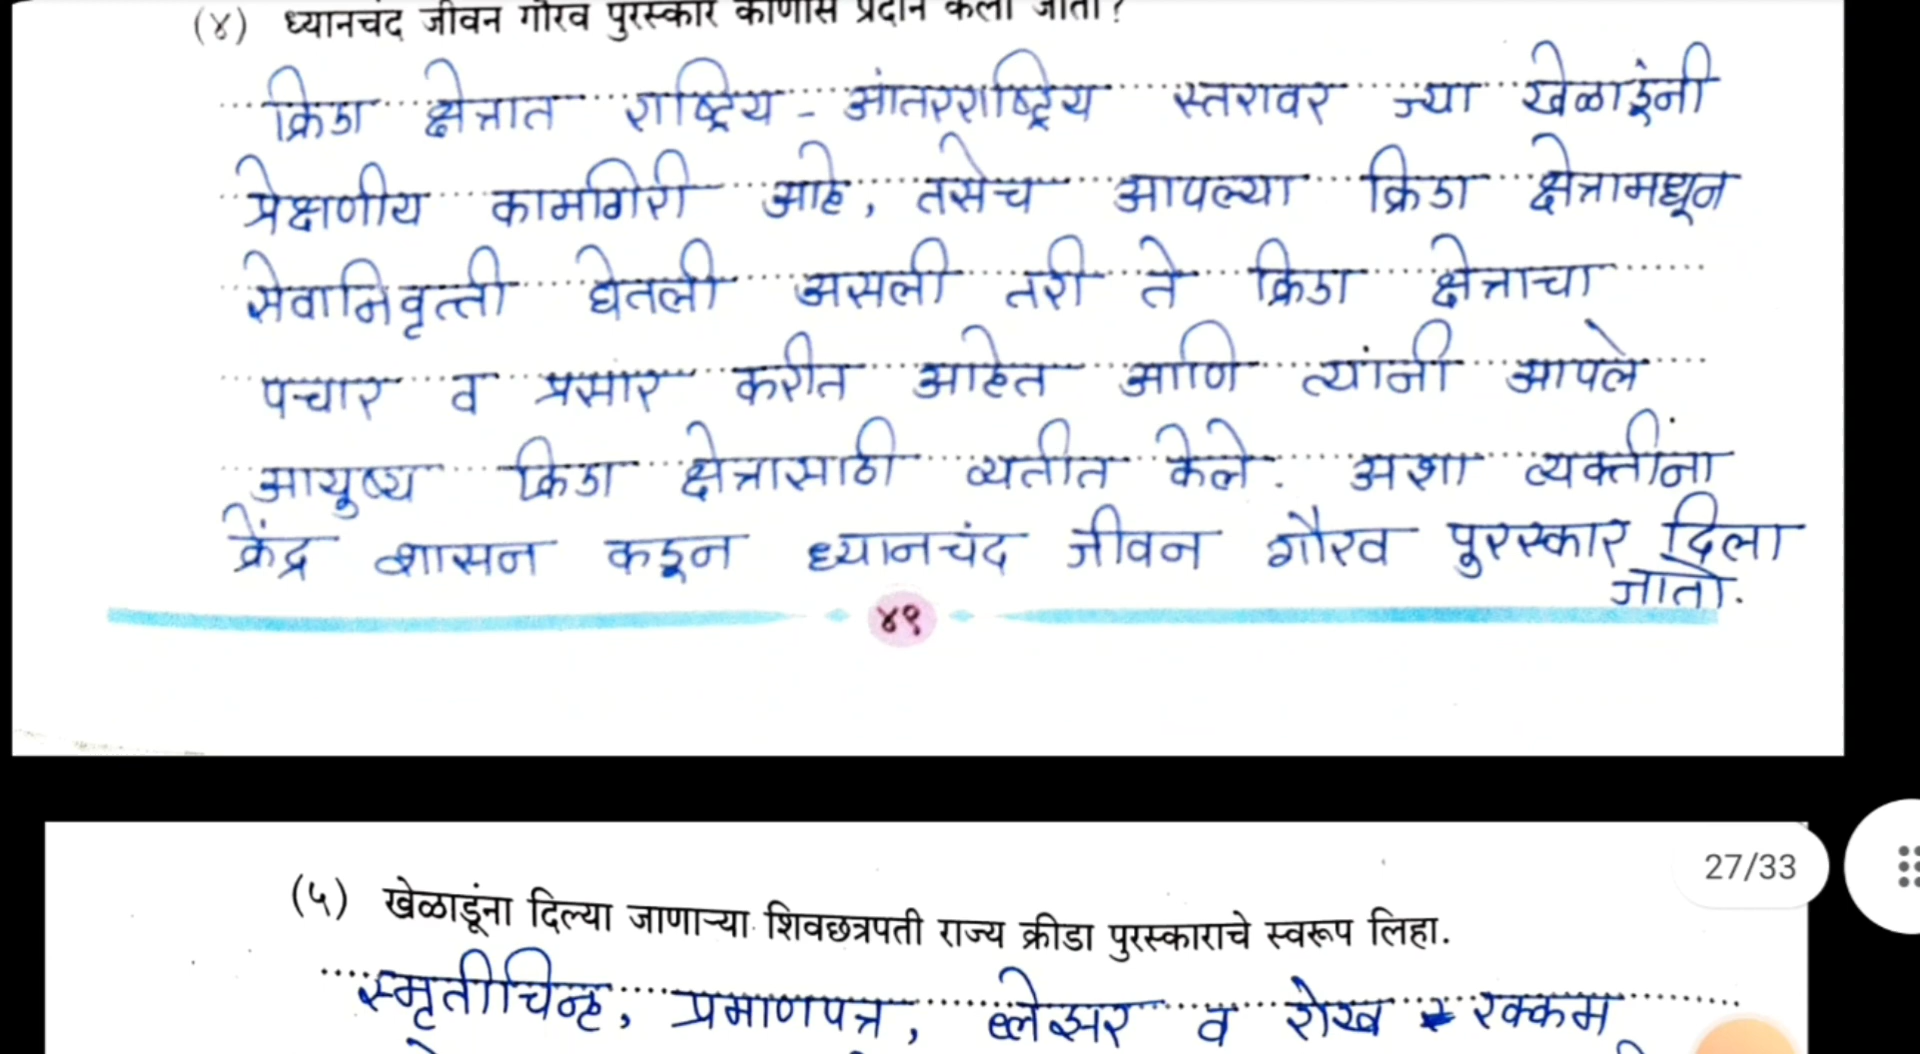 (४) ध्यानचंद जीवन गौरव पुरस्कार कोणास प्रदान केला जातो?
क्रिडा क्षेत्रात राष्ट्रिय - आंतरराष्ट्रिय स्तरावर ज्या खेळाडूंनी
प्रेक्षणीय कामगिरी आहे, तसेच आपल्या क्रिडा क्षेत्रामधून
सेवानिवृत्ती घेतली असली तरी ते क्रिडा क्षेत्राचा
पचार व प्रसार करीत आहेत आणि त्यांनी आपले
आयुष्य क्रिडा क्षेत्रासाठी व्यतीत केले. अशा व्यक्तींना
केंद्र शासन कडून ध्यानचंद जीवन गौरव पुरस्कार दिला
जातो.
४९
27/33
(५) खेळाडूंना दिल्या जाणाऱ्या शिवछत्रपती राज्य क्रीडा पुरस्काराचे स्वरूप लिहा.
स्मृतीचिन्ह, प्रमाणपत्र, ब्लेझर व रोख रक्कम